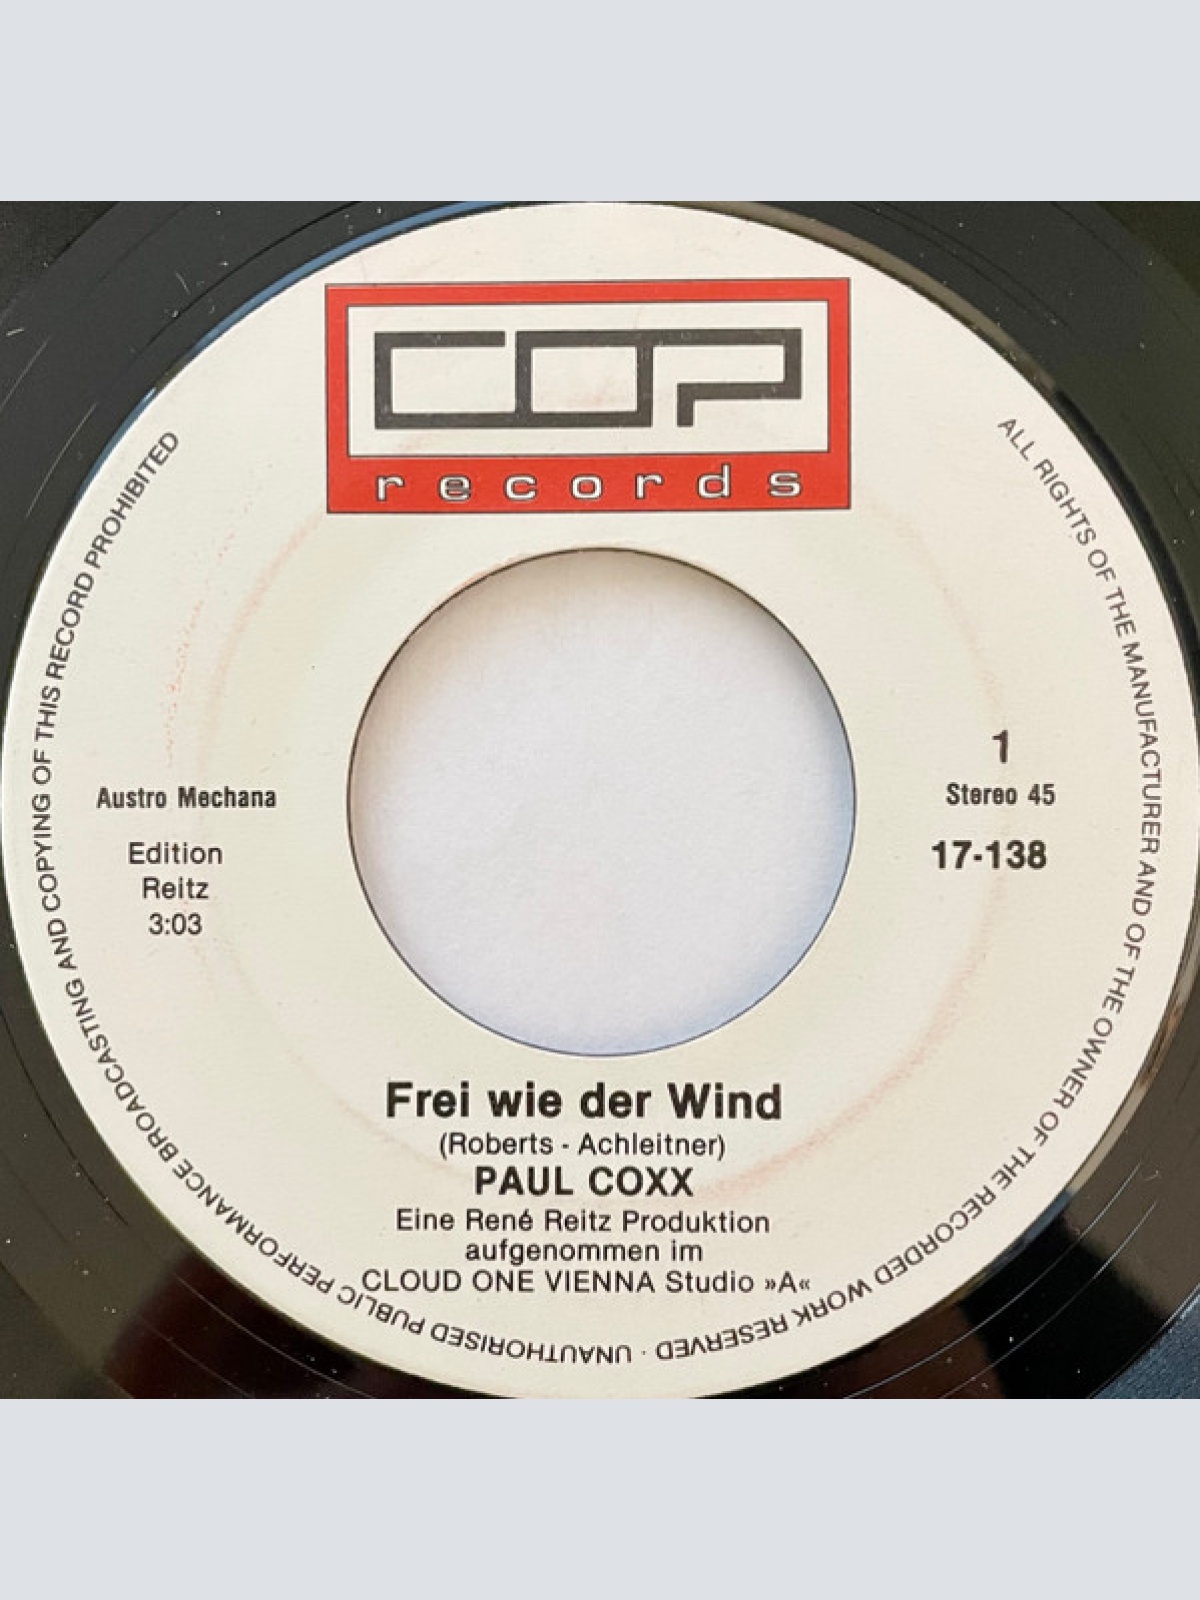 COP
records
ALL RIGHTS OF THE MANUFACTURER AND OF THE OWNER OF THE RECORDED WORK RESERVED · UNAUTHORISED PUBLIC PERFORMANCE BROADCASTING AND COPYING OF THIS RECORD PROHIBITED
Austro Mechana
Edition
Reitz
3:03
1
Stereo 45
17-138
Frei wie der Wind
(Roberts - Achleitner)
PAUL COXX
Eine René Reitz Produktion
aufgenommen im
CLOUD ONE VIENNA Studio »A«